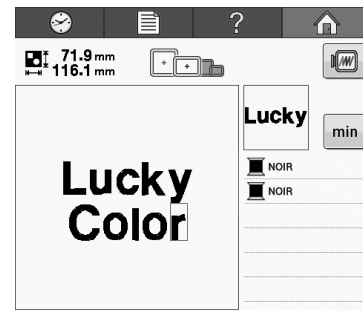 ?
71.9 mm
116.1 mm
Lucky
min
NOIR
NOIR
Lucky
Color